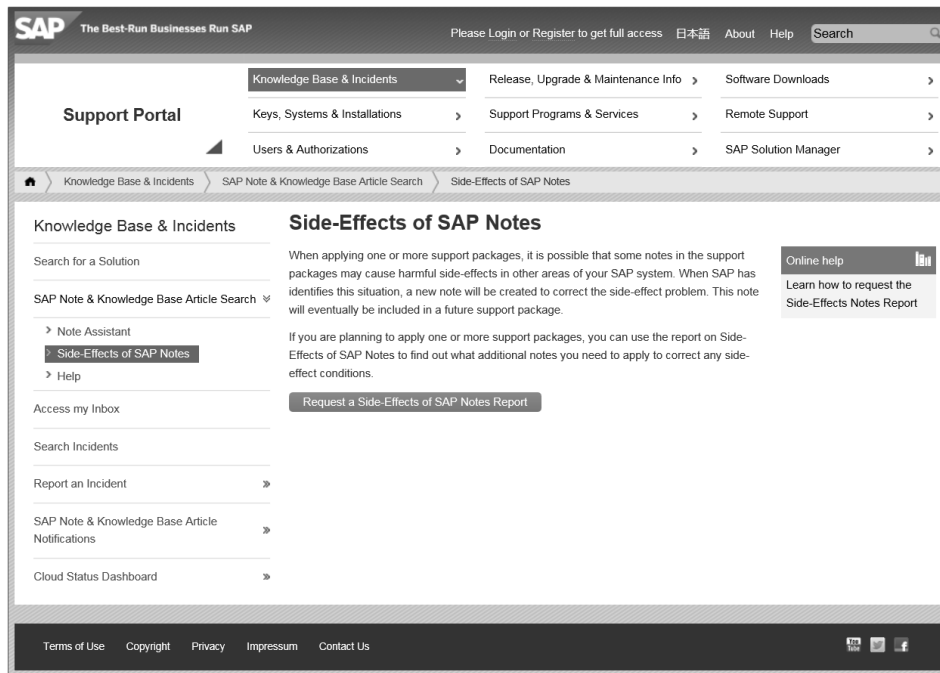 SAP The Best-Run Businesses Run SAP
Please Login or Register to get full access 日本語 About Help Search
Support Portal
Knowledge Base & Incidents
Release, Upgrade & Maintenance Info
Software Downloads
Keys, Systems & Installations
Support Programs & Services
Remote Support
Users & Authorizations
Documentation
SAP Solution Manager
Knowledge Base & Incidents
SAP Note & Knowledge Base Article Search
Side-Effects of SAP Notes
Knowledge Base & Incidents
Search for a Solution
SAP Note & Knowledge Base Article Search
Note Assistant
Side-Effects of SAP Notes
Help
Access my Inbox
Search Incidents
Report an Incident
SAP Note & Knowledge Base Article
Notifications
Cloud Status Dashboard
Side-Effects of SAP Notes
When applying one or more support packages, it is possible that some notes in the support
packages may cause harmful side-effects in other areas of your SAP system. When SAP has
identifies this situation, a new note will be created to correct the side-effect problem. This note
will eventually be included in a future support package.
If you are planning to apply one or more support packages, you can use the report on Side-
Effects of SAP Notes to find out what additional notes you need to apply to correct any side-
effect conditions.
Request a Side-Effects of SAP Notes Report
Online help
Learn how to request the
Side-Effects Notes Report
Terms of Use Copyright Privacy Impressum Contact Us
You
Tube